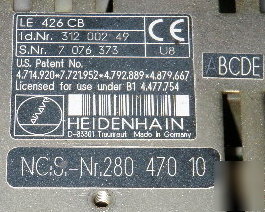 LE 426 CB
Id.Nr. 312 002 49
S.Nr. 7 076 373
U8
U.S. Patent No.
4.714.920•7.721.952•4.792.889•4.879.667
Licensed for use under B1 4.477.754
HEIDENHAIN
D-83301 Traunreut Made in Germany
ABCDE
NC:S.-Nr.280 470 10